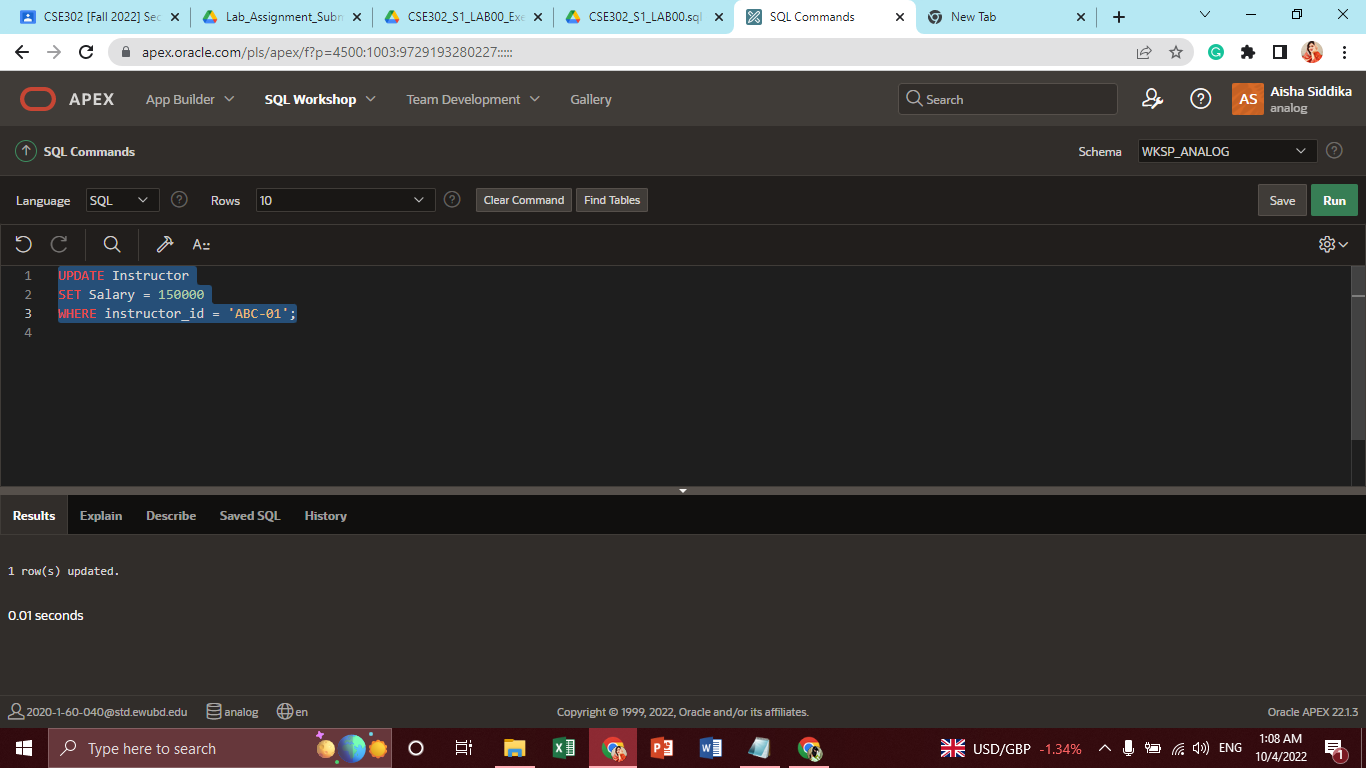 CSE302 [Fall 2022] Sec
Lab_Assignment_Subm
CSE302_S1_LAB00_Exe
CSE302_S1_LAB00.sql
SQL Commands
New Tab
apex.oracle.com/pls/apex/f?p=4500:1003:9729193280227:::::
APEX
App Builder
SQL Workshop
Team Development
Gallery
Search
AS
Aisha Siddika
analog
SQL Commands
Schema
WKSP_ANALOG
Language
SQL
Rows
10
Clear Command
Find Tables
Save
Run
A::
1 UPDATE Instructor
2 SET Salary = 150000
3 WHERE instructor_id = 'ABC-01';
4
Results
Explain
Describe
Saved SQL
History
1 row(s) updated.
0.01 seconds
2020-1-60-040@std.ewubd.edu
analog
en
Copyright © 1999, 2022, Oracle and/or its affiliates.
Oracle APEX 22.1.3
Type here to search
USD/GBP -1.34%
ENG
1:08 AM
10/4/2022
1